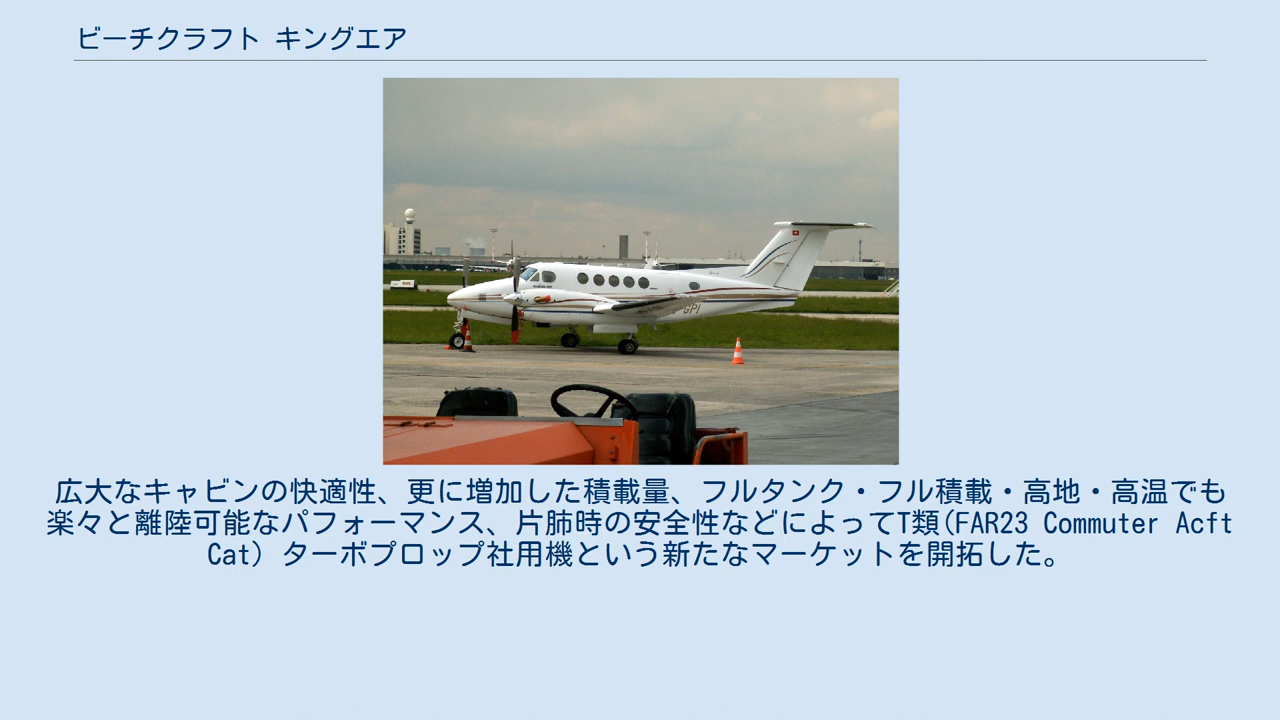 ビーチクラフト キングエア
広大なキャビンの快適性、更に増加した積載量、フルタンク・フル積載・高地・高温でも
楽々と離陸可能なパフォーマンス、片肺時の安全性などによってT類(FAR23 Commuter Acft
Cat) ターボプロップ社用機という新たなマーケットを開拓した。